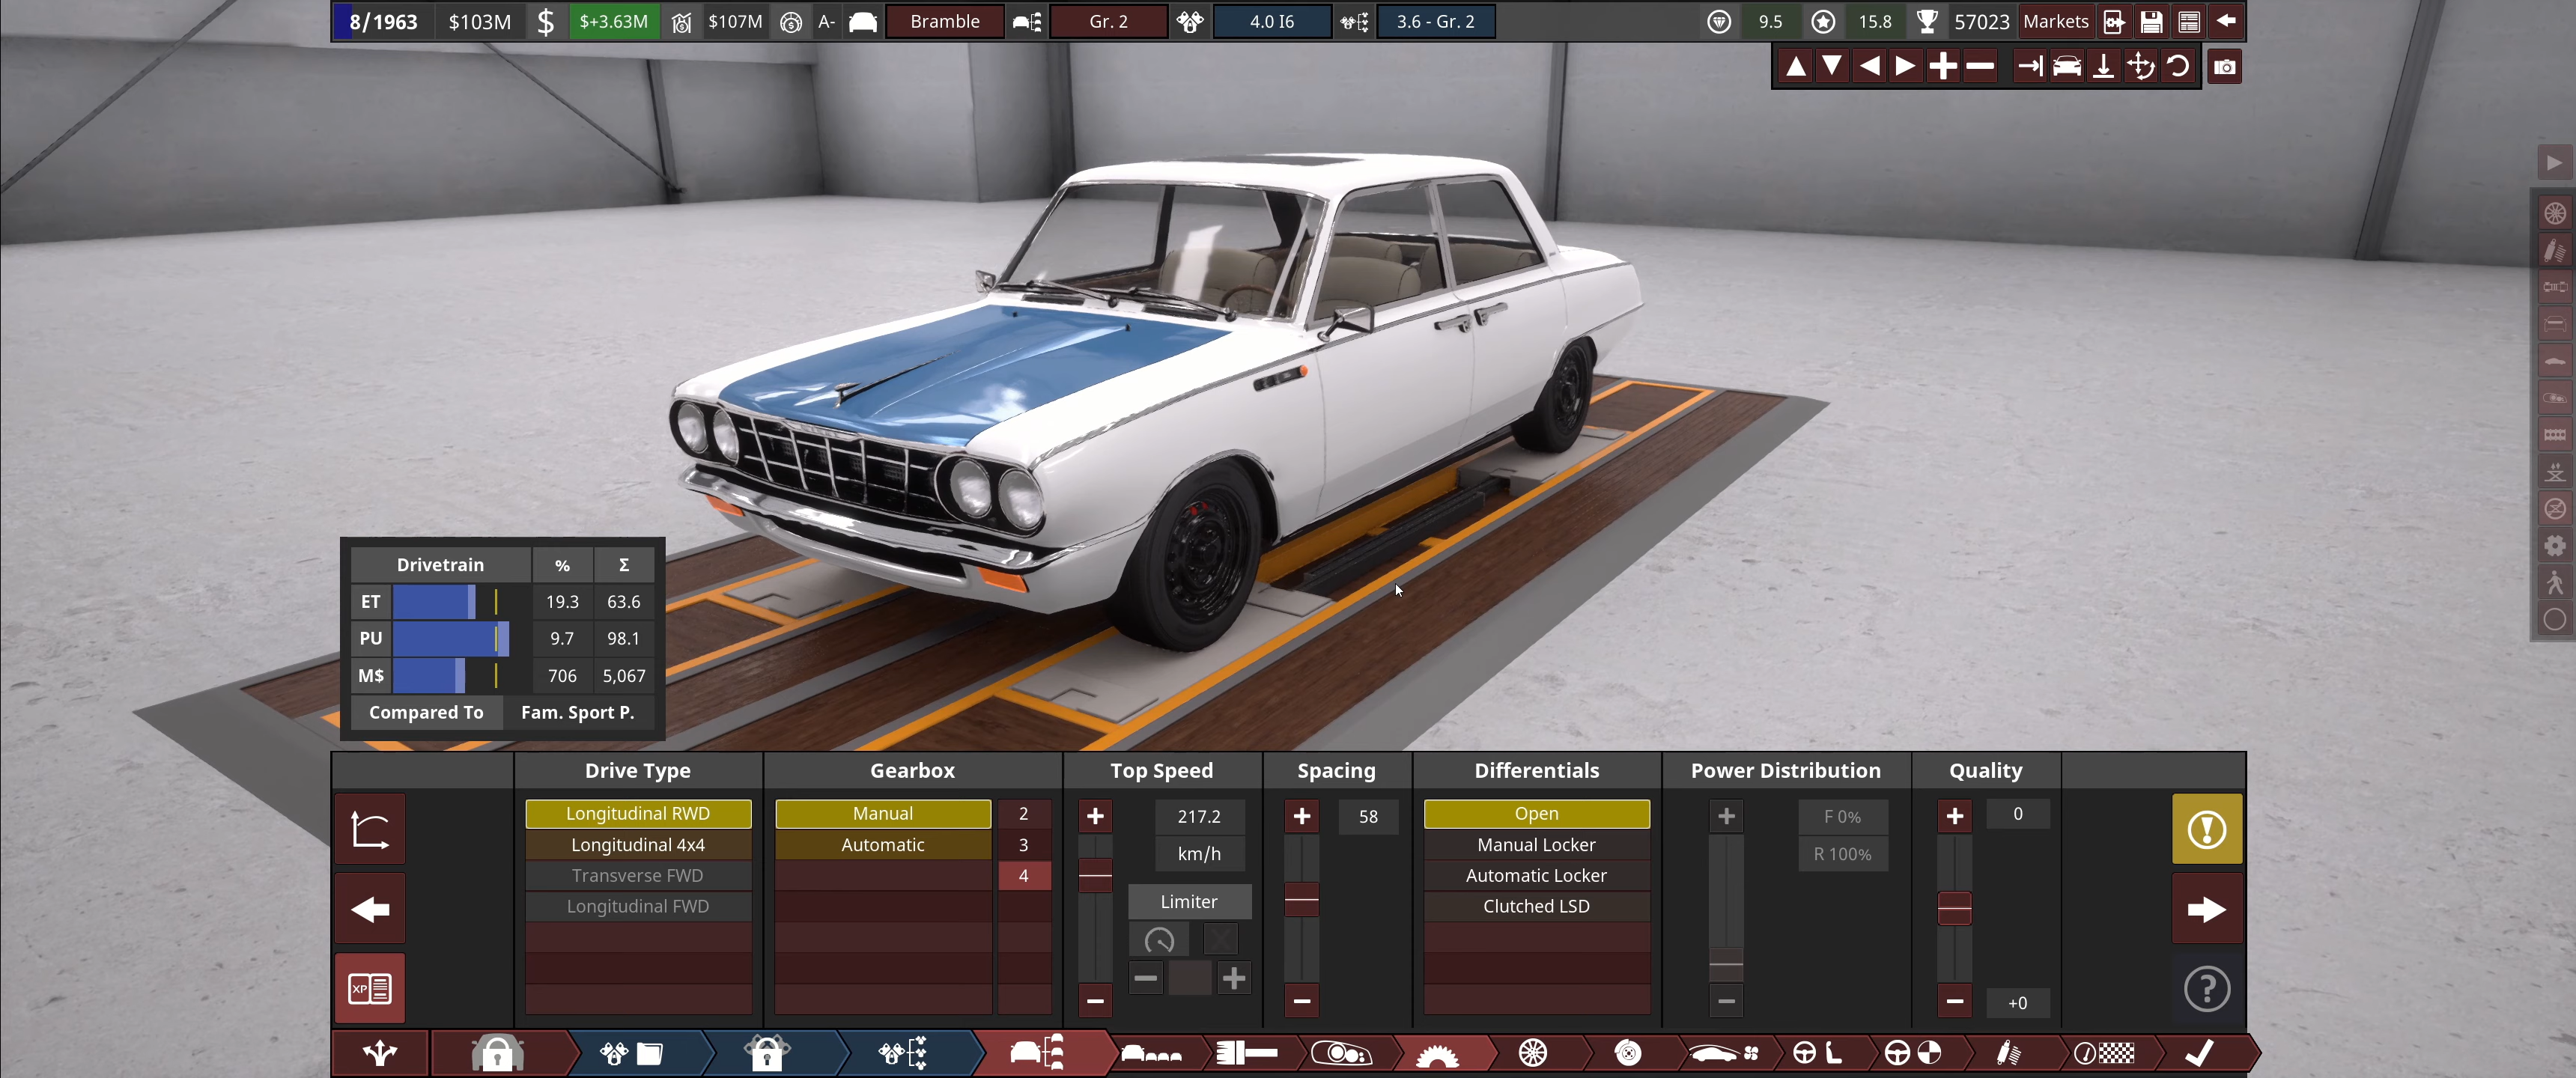 8/1963 $103M $+3.63M $107M A- Bramble Gr. 2 4.0 I6 3.6 - Gr. 2 9.5 15.8 57023 Markets
Drivetrain % Σ
ET 19.3 63.6
PU 9.7 98.1
M$ 706 5,067
Compared To Fam. Sport P.
Drive Type Gearbox Top Speed Spacing Differentials Power Distribution Quality
Longitudinal RWD Manual 2 217.2 58 Open F 0% 0
Longitudinal 4x4 Automatic 3 km/h Manual Locker R 100%
Transverse FWD 4 Automatic Locker
Longitudinal FWD Limiter Clutched LSD
XP +0